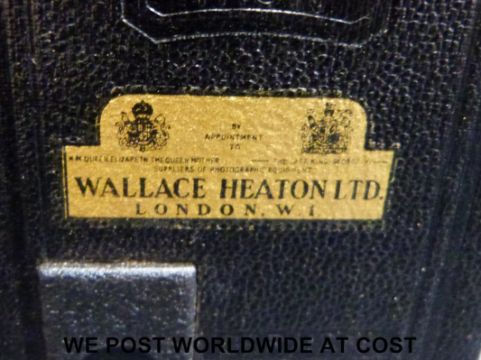 BY
APPOINTMENT
TO
H.M. QUEEN ELIZABETH THE QUEEN MOTHER THE LATE KING GEORGE VI
SUPPLIERS OF PHOTOGRAPHIC EQUIPMENT
WALLACE HEATON LTD.
LONDON, W 1
WE POST WORLDWIDE AT COST